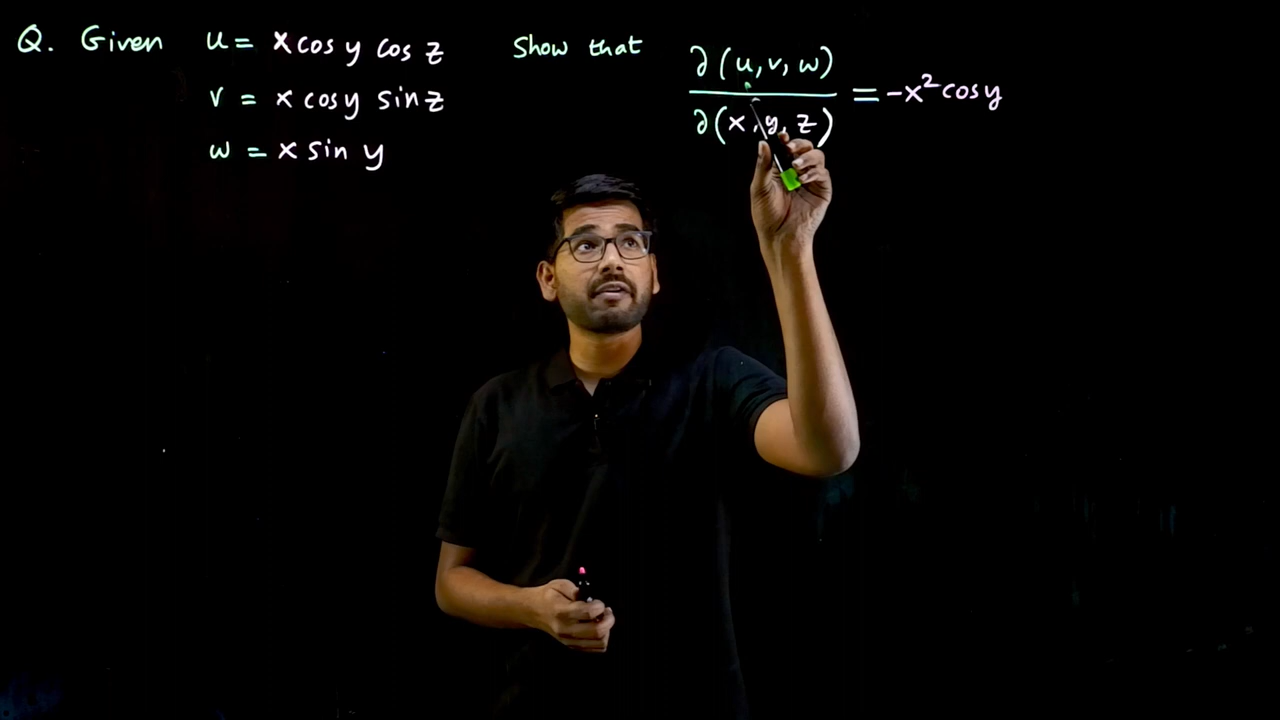 Q. Given u = x cos y cos z Show that ∂(u, v, w) / ∂(x, y, z) = -x² cos y
v = x cos y sin z
w = x sin y